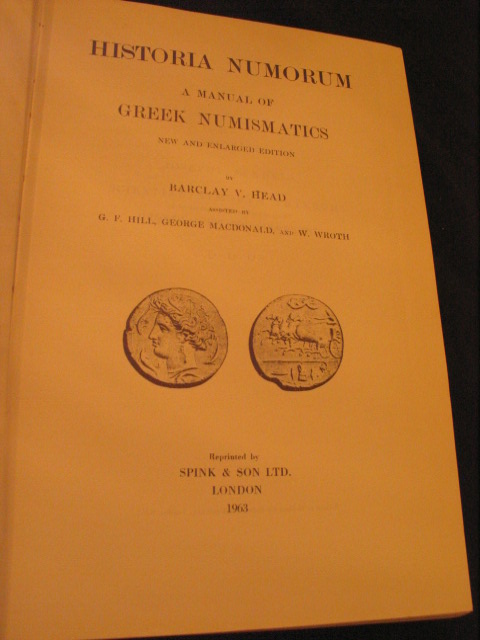 HISTORIA NUMORUM
A MANUAL OF
GREEK NUMISMATICS
NEW AND ENLARGED EDITION
BY
BARCLAY V. HEAD
ASSISTED BY
G. F. HILL, GEORGE MACDONALD, AND W. WROTH
Reprinted by
SPINK & SON LTD.
LONDON
1963